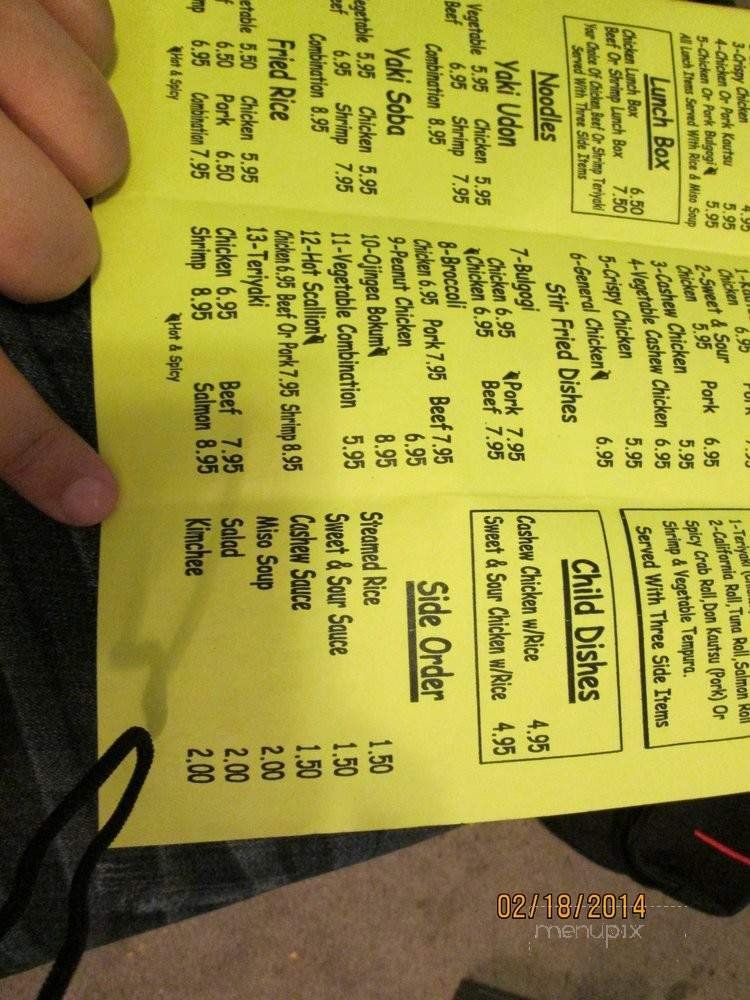 3-Crispy Chicken 4.95
4-Chicken Or Pork Kautsu 5.95
5-Chicken Or Pork Bulgogi 5.95
All Lunch Items Served With Rice & Miso Soup
Lunch Box
Chicken Lunch Box 6.50
Beef Or Shrimp Lunch Box 7.50
Your Choice Of Chicken, Beef Or Shrimp Teriyaki
Served With Three Side Items
Noodles
Yaki Udon
Vegetable 5.95 Chicken 5.95
Beef 6.95 Shrimp 7.95
Combination 8.95
Yaki Soba
egetable 5.95 Chicken 5.95
eef 6.95 Shrimp 7.95
Combination 8.95
Fried Rice
etable 5.50 Chicken 5.95
f 6.50 Pork 6.50
mp 6.95 Combination 7.95
Hot & Spicy
Chicken 6.95
2-Sweet & Sour
Chicken 5.95 Pork 6.95
3-Cashew Chicken 5.95
4-Vegetable Cashew Chicken 6.95
5-Crispy Chicken 5.95
6-General Chicken 6.95
Stir Fried Dishes
7-Bulgogi
Chicken 6.95 Pork 7.95
Chicken 6.95 Beef 7.95
8-Broccoli
Chicken 6.95 Pork 7.95 Beef 7.95
9-Peanut Chicken 6.95
10-Ojingea Bokum 8.95
11-Vegetable Combination 5.95
12-Hot Scallion
Chicken 6.95 Beef Or Pork 7.95 Shrimp 8.95
13-Teriyaki
Chicken 6.95 Beef 7.95
Shrimp 8.95 Salmon 8.95
Hot & Spicy
1-Teriyaki
2-California Roll, Tuna Roll, Salmon Roll
Spicy Crab Roll, Don Kautsu (Pork) Or
Shrimp & Vegetable Tempura.
Served With Three Side Items
Child Dishes
Cashew Chicken w/Rice 4.95
Sweet & Sour Chicken w/Rice 4.95
Side Order
Steamed Rice 1.50
Sweet & Sour Sauce 1.50
Cashew Sauce 1.50
Miso Soup 2.00
Salad 2.00
Kimchee 2.00
02/18/2014
menupix